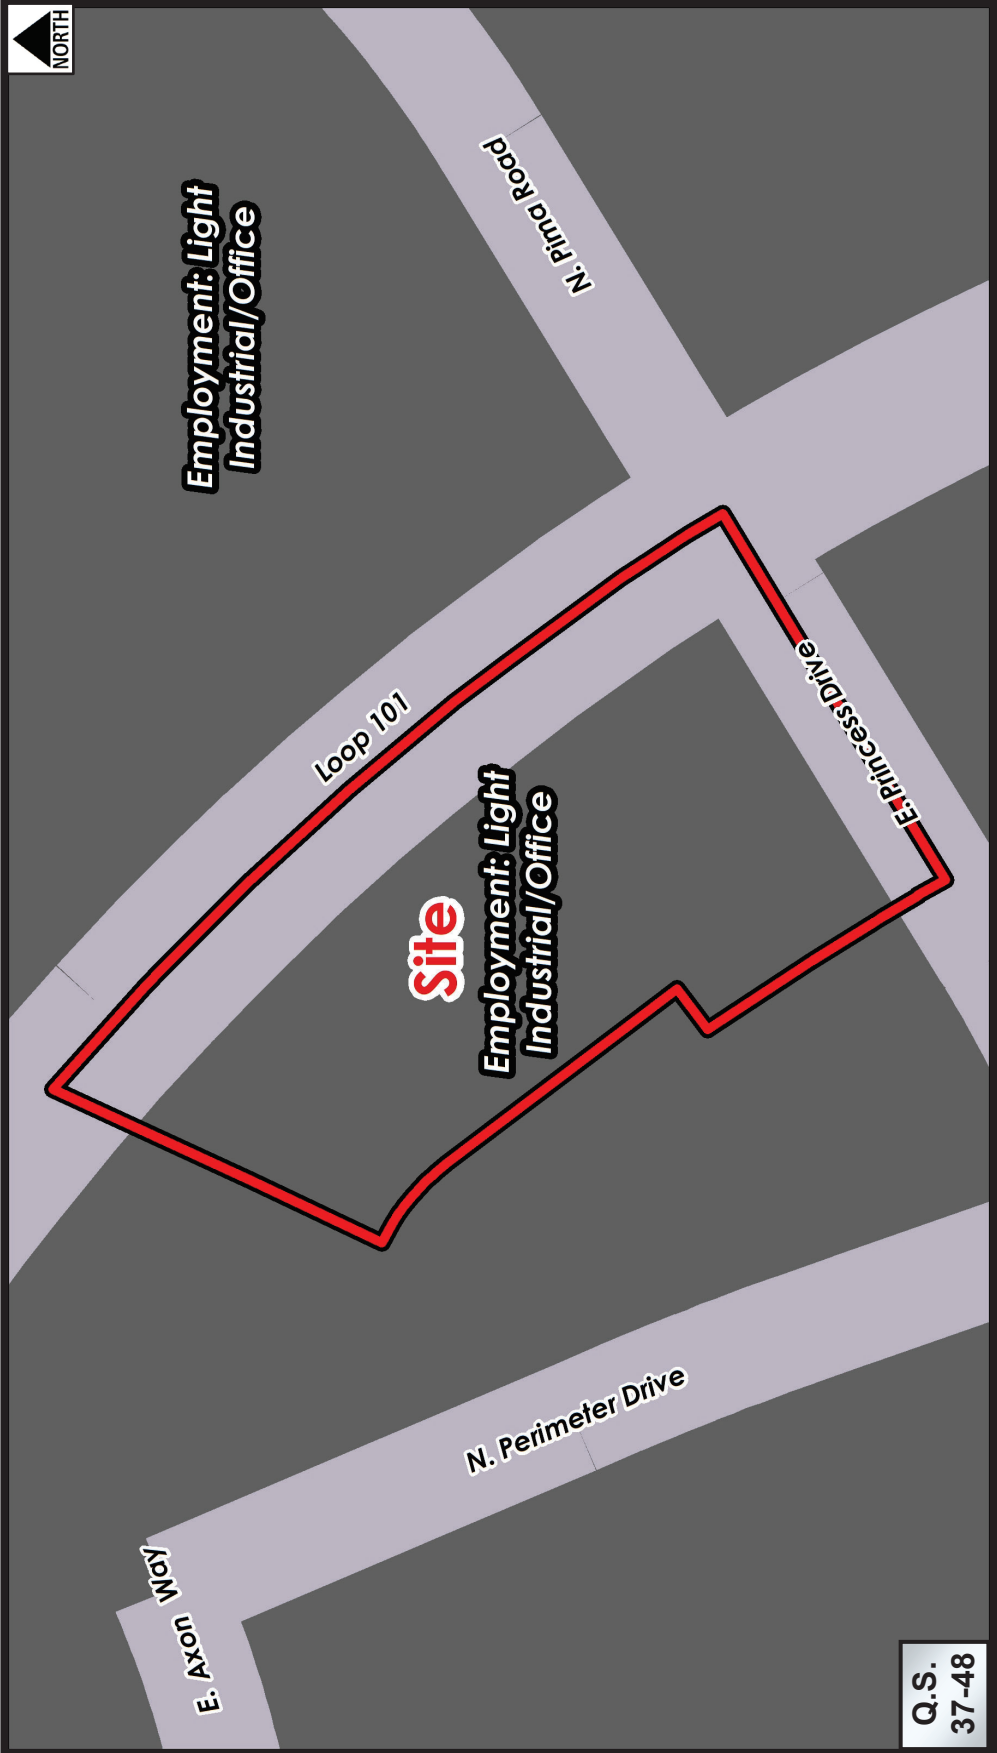 NORTH
Employment: Light
Industrial/Office
N. Pima Road
Loop 101
Site
Employment: Light
Industrial/Office
E. Princess Drive
N. Perimeter Drive
E. Axon Way
Q.S.
37-48